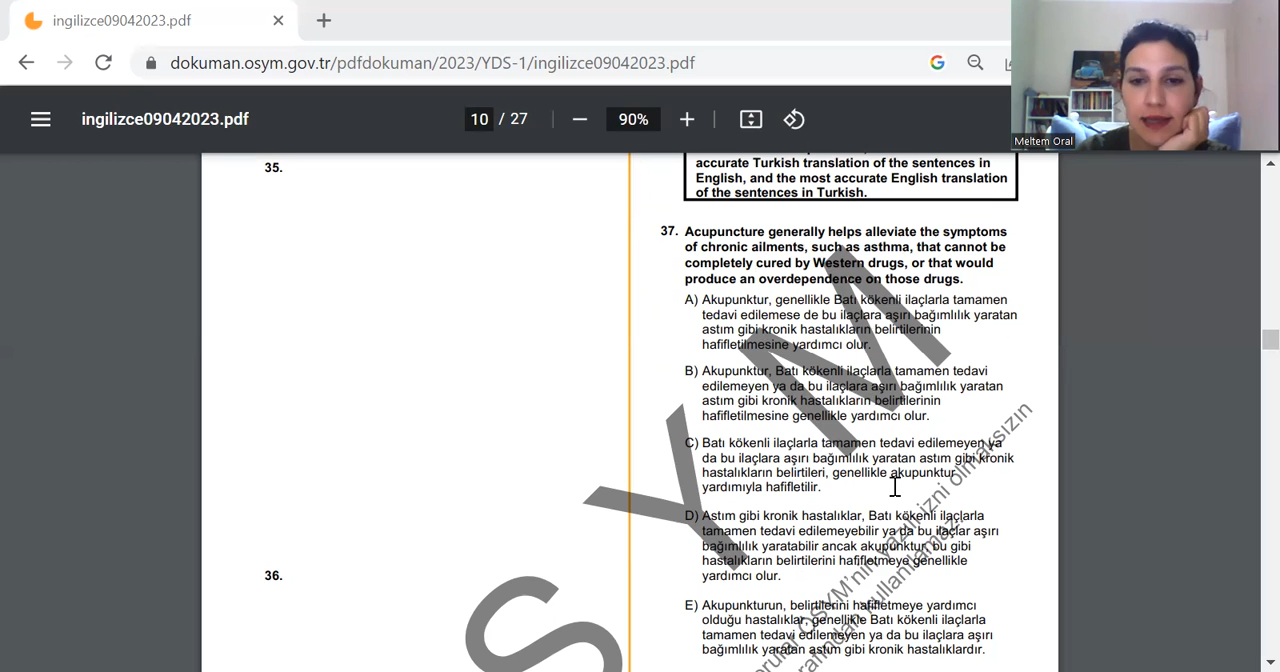 ingilizce09042023.pdf
dokuman.osym.gov.tr/pdfdokuman/2023/YDS-1/ingilizce09042023.pdf
ingilizce09042023.pdf
10 / 27
90%
Meltem Oral
35.
36.
accurate Turkish translation of the sentences in
English, and the most accurate English translation
of the sentences in Turkish.
37. Acupuncture generally helps alleviate the symptoms
of chronic ailments, such as asthma, that cannot be
completely cured by Western drugs, or that would
produce an overdependence on those drugs.
A) Akupunktur, genellikle Batı kökenli ilaçlarla tamamen
tedavi edilemese de bu ilaçlara aşırı bağımlılık yaratan
astım gibi kronik hastalıkların belirtilerinin
hafifletilmesine yardımcı olur.
B) Akupunktur, Batı kökenli ilaçlarla tamamen tedavi
edilemeyen ya da bu ilaçlara aşırı bağımlılık yaratan
astım gibi kronik hastalıkların belirtilerinin
hafifletilmesine genellikle yardımcı olur.
C) Batı kökenli ilaçlarla tamamen tedavi edilemeyen ya
da bu ilaçlara aşırı bağımlılık yaratan astım gibi kronik
hastalıkların belirtileri, genellikle akupunktur
yardımıyla hafifletilir.
D) Astım gibi kronik hastalıklar, Batı kökenli ilaçlarla
tamamen tedavi edilemeyebilir ya da bu ilaçlar aşırı
bağımlılık yaratabilir ancak akupunktur, bu gibi
hastalıkların belirtilerini hafifletmeye genellikle
yardımcı olur.
E) Akupunkturun, belirtilerini hafifletmeye yardımcı
olduğu hastalıklar, genellikle Batı kökenli ilaçlarla
tamamen tedavi edilemeyen ya da bu ilaçlara aşırı
bağımlılık yaratan astım gibi kronik hastalıklardır.
S Y M
ÖSYM'nin yazılı izni olmaksızın
kullanılamaz.